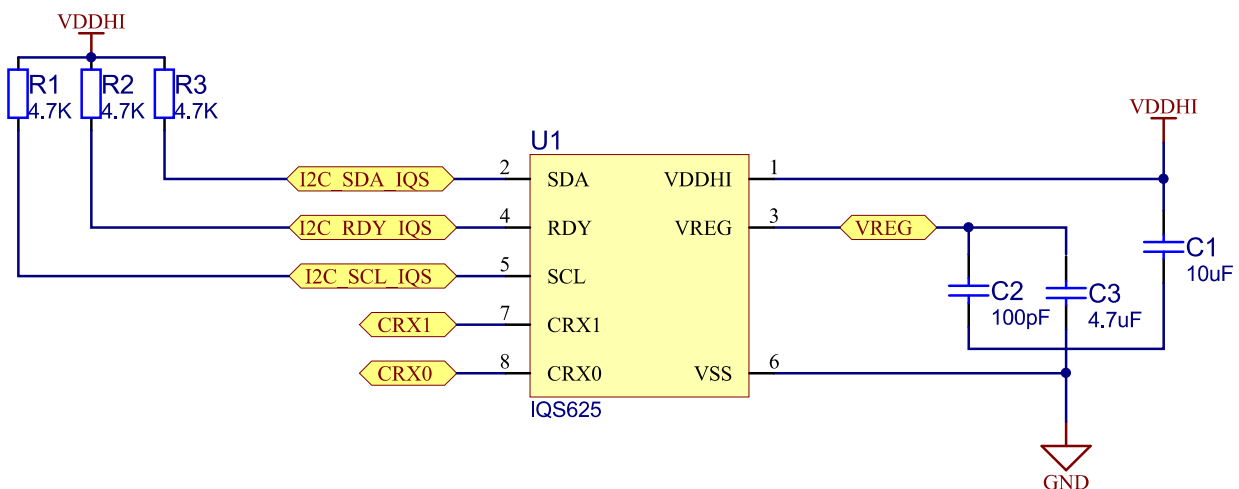 VDDHI
R1
4.7K
R2
4.7K
R3
4.7K
U1
I2C_SDA_IQS
2
SDA
I2C_RDY_IQS
4
RDY
I2C_SCL_IQS
5
SCL
CRX1
7
CRX1
CRX0
8
CRX0
IQS625
VDDHI
1
VREG
3
VREG
VSS
6
VDDHI
C1
10uF
C2
100pF
C3
4.7uF
GND